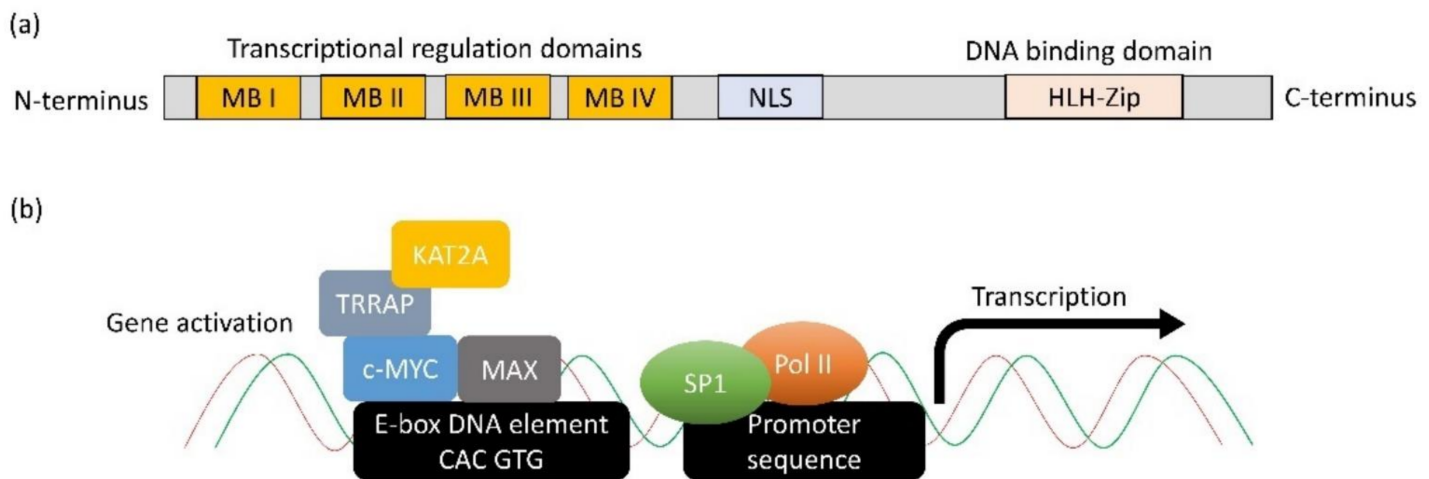 (a)
Transcriptional regulation domains
DNA binding domain
N-terminus
MB I
MB II
MB III
MB IV
NLS
HLH-Zip
C-terminus
(b)
KAT2A
TRRAP
Transcription
Gene activation
c-MYC
MAX
SP1
Pol II
E-box DNA element
CAC GTG
Promoter
sequence